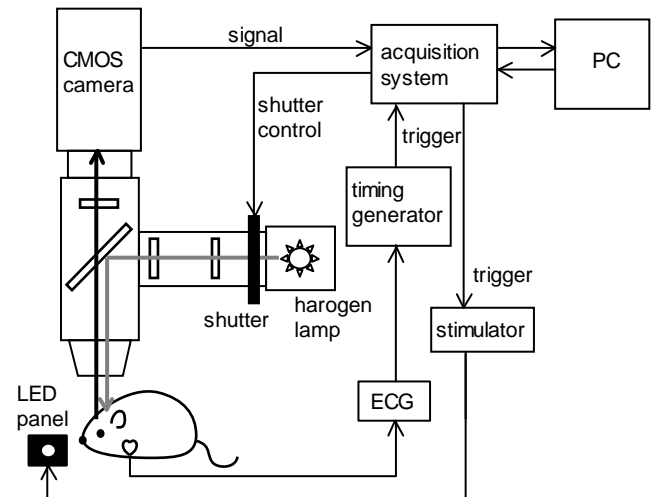 CMOS
camera
signal
acquisition
system
PC
shutter
control
trigger
timing
generator
trigger
shutter
harogen
lamp
stimulator
LED
panel
ECG